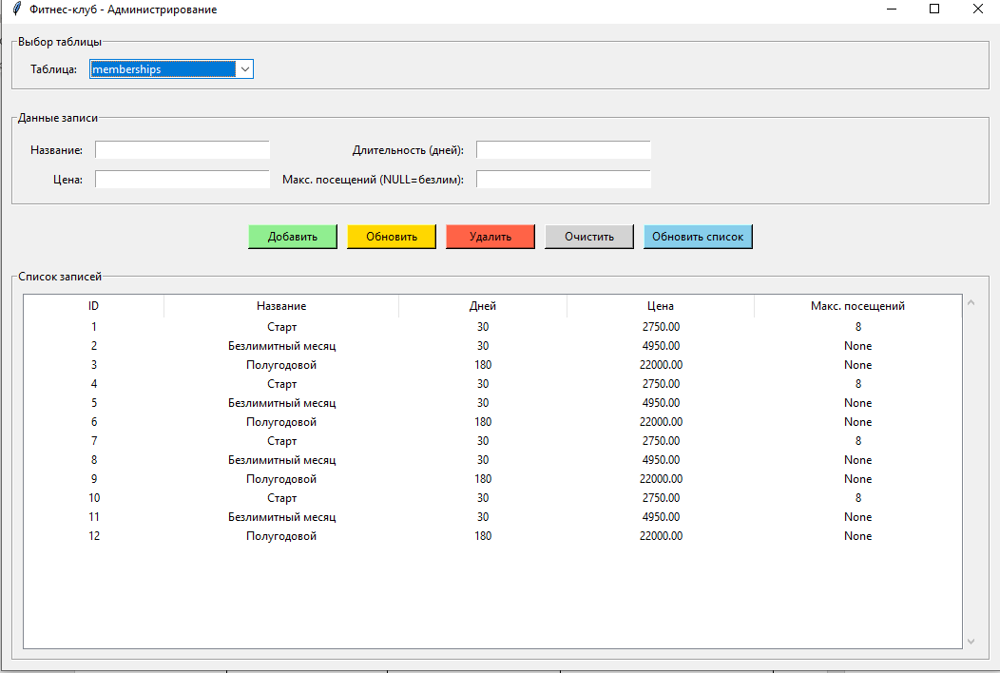 Фитнес-клуб - Администрирование
Выбор таблицы
Таблица: memberships
Данные записи
Название: Длительность (дней):
Цена: Макс. посещений (NULL=безлим):
Добавить Обновить Удалить Очистить Обновить список
Список записей
ID Название Дней Цена Макс. посещений
1 Старт 30 2750.00 8
2 Безлимитный месяц 30 4950.00 None
3 Полугодовой 180 22000.00 None
4 Старт 30 2750.00 8
5 Безлимитный месяц 30 4950.00 None
6 Полугодовой 180 22000.00 None
7 Старт 30 2750.00 8
8 Безлимитный месяц 30 4950.00 None
9 Полугодовой 180 22000.00 None
10 Старт 30 2750.00 8
11 Безлимитный месяц 30 4950.00 None
12 Полугодовой 180 22000.00 None